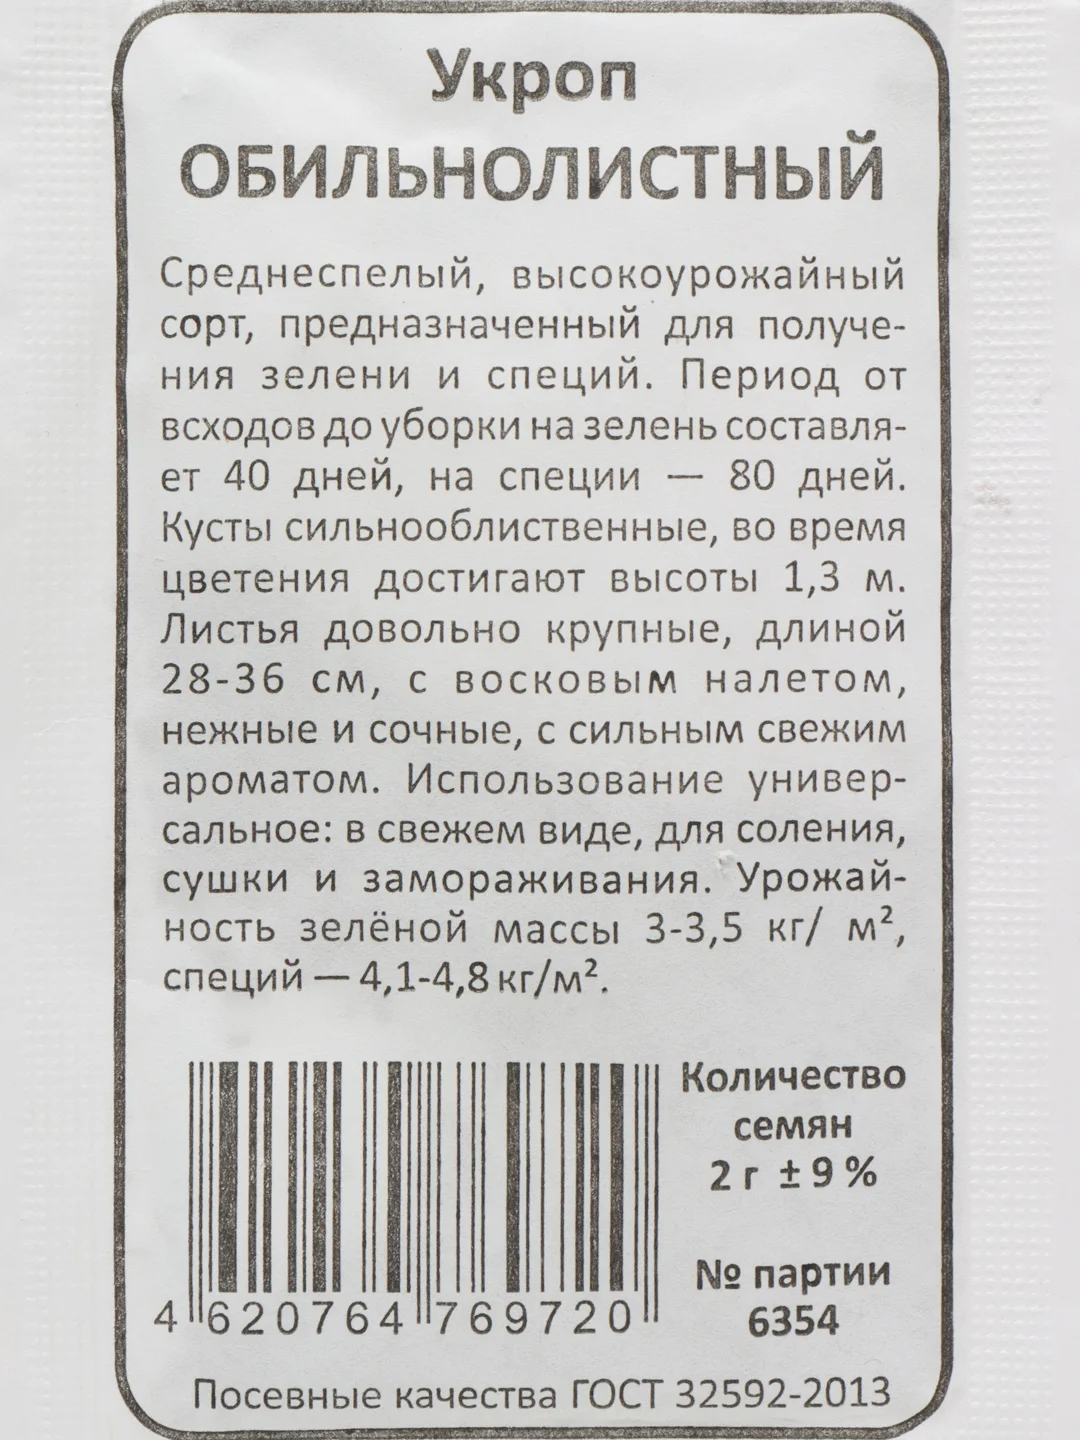 Укроп
ОБИЛЬНОЛИСТНЫЙ
Среднеспелый, высокоурожайный
сорт, предназначенный для получе-
ния зелени и специй. Период от
всходов до уборки на зелень составля-
ет 40 дней, на специи — 80 дней.
Кусты сильнооблиственные, во время
цветения достигают высоты 1,3 м.
Листья довольно крупные, длиной
28-36 см, с восковым налетом,
нежные и сочные, с сильным свежим
ароматом. Использование универ-
сальное: в свежем виде, для соления,
сушки и замораживания. Урожай-
ность зелёной массы 3-3,5 кг/ м²,
специй — 4,1-4,8 кг/м².
Количество
семян
2 г ± 9 %
№ партии
6354
4 620764 769720
Посевные качества ГОСТ 32592-2013